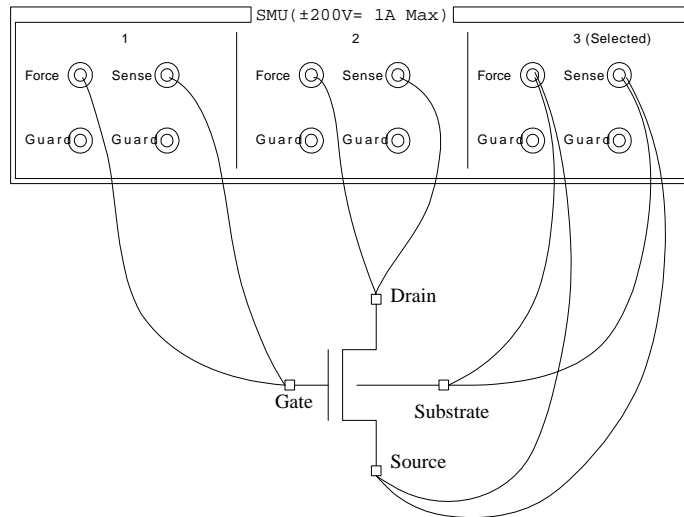 SMU(±200V= 1A Max)
1 2 3 (Selected)
Force Sense Force Sense Force Sense
Guard Guard Guard Guard Guard Guard
Drain
Gate Substrate
Source